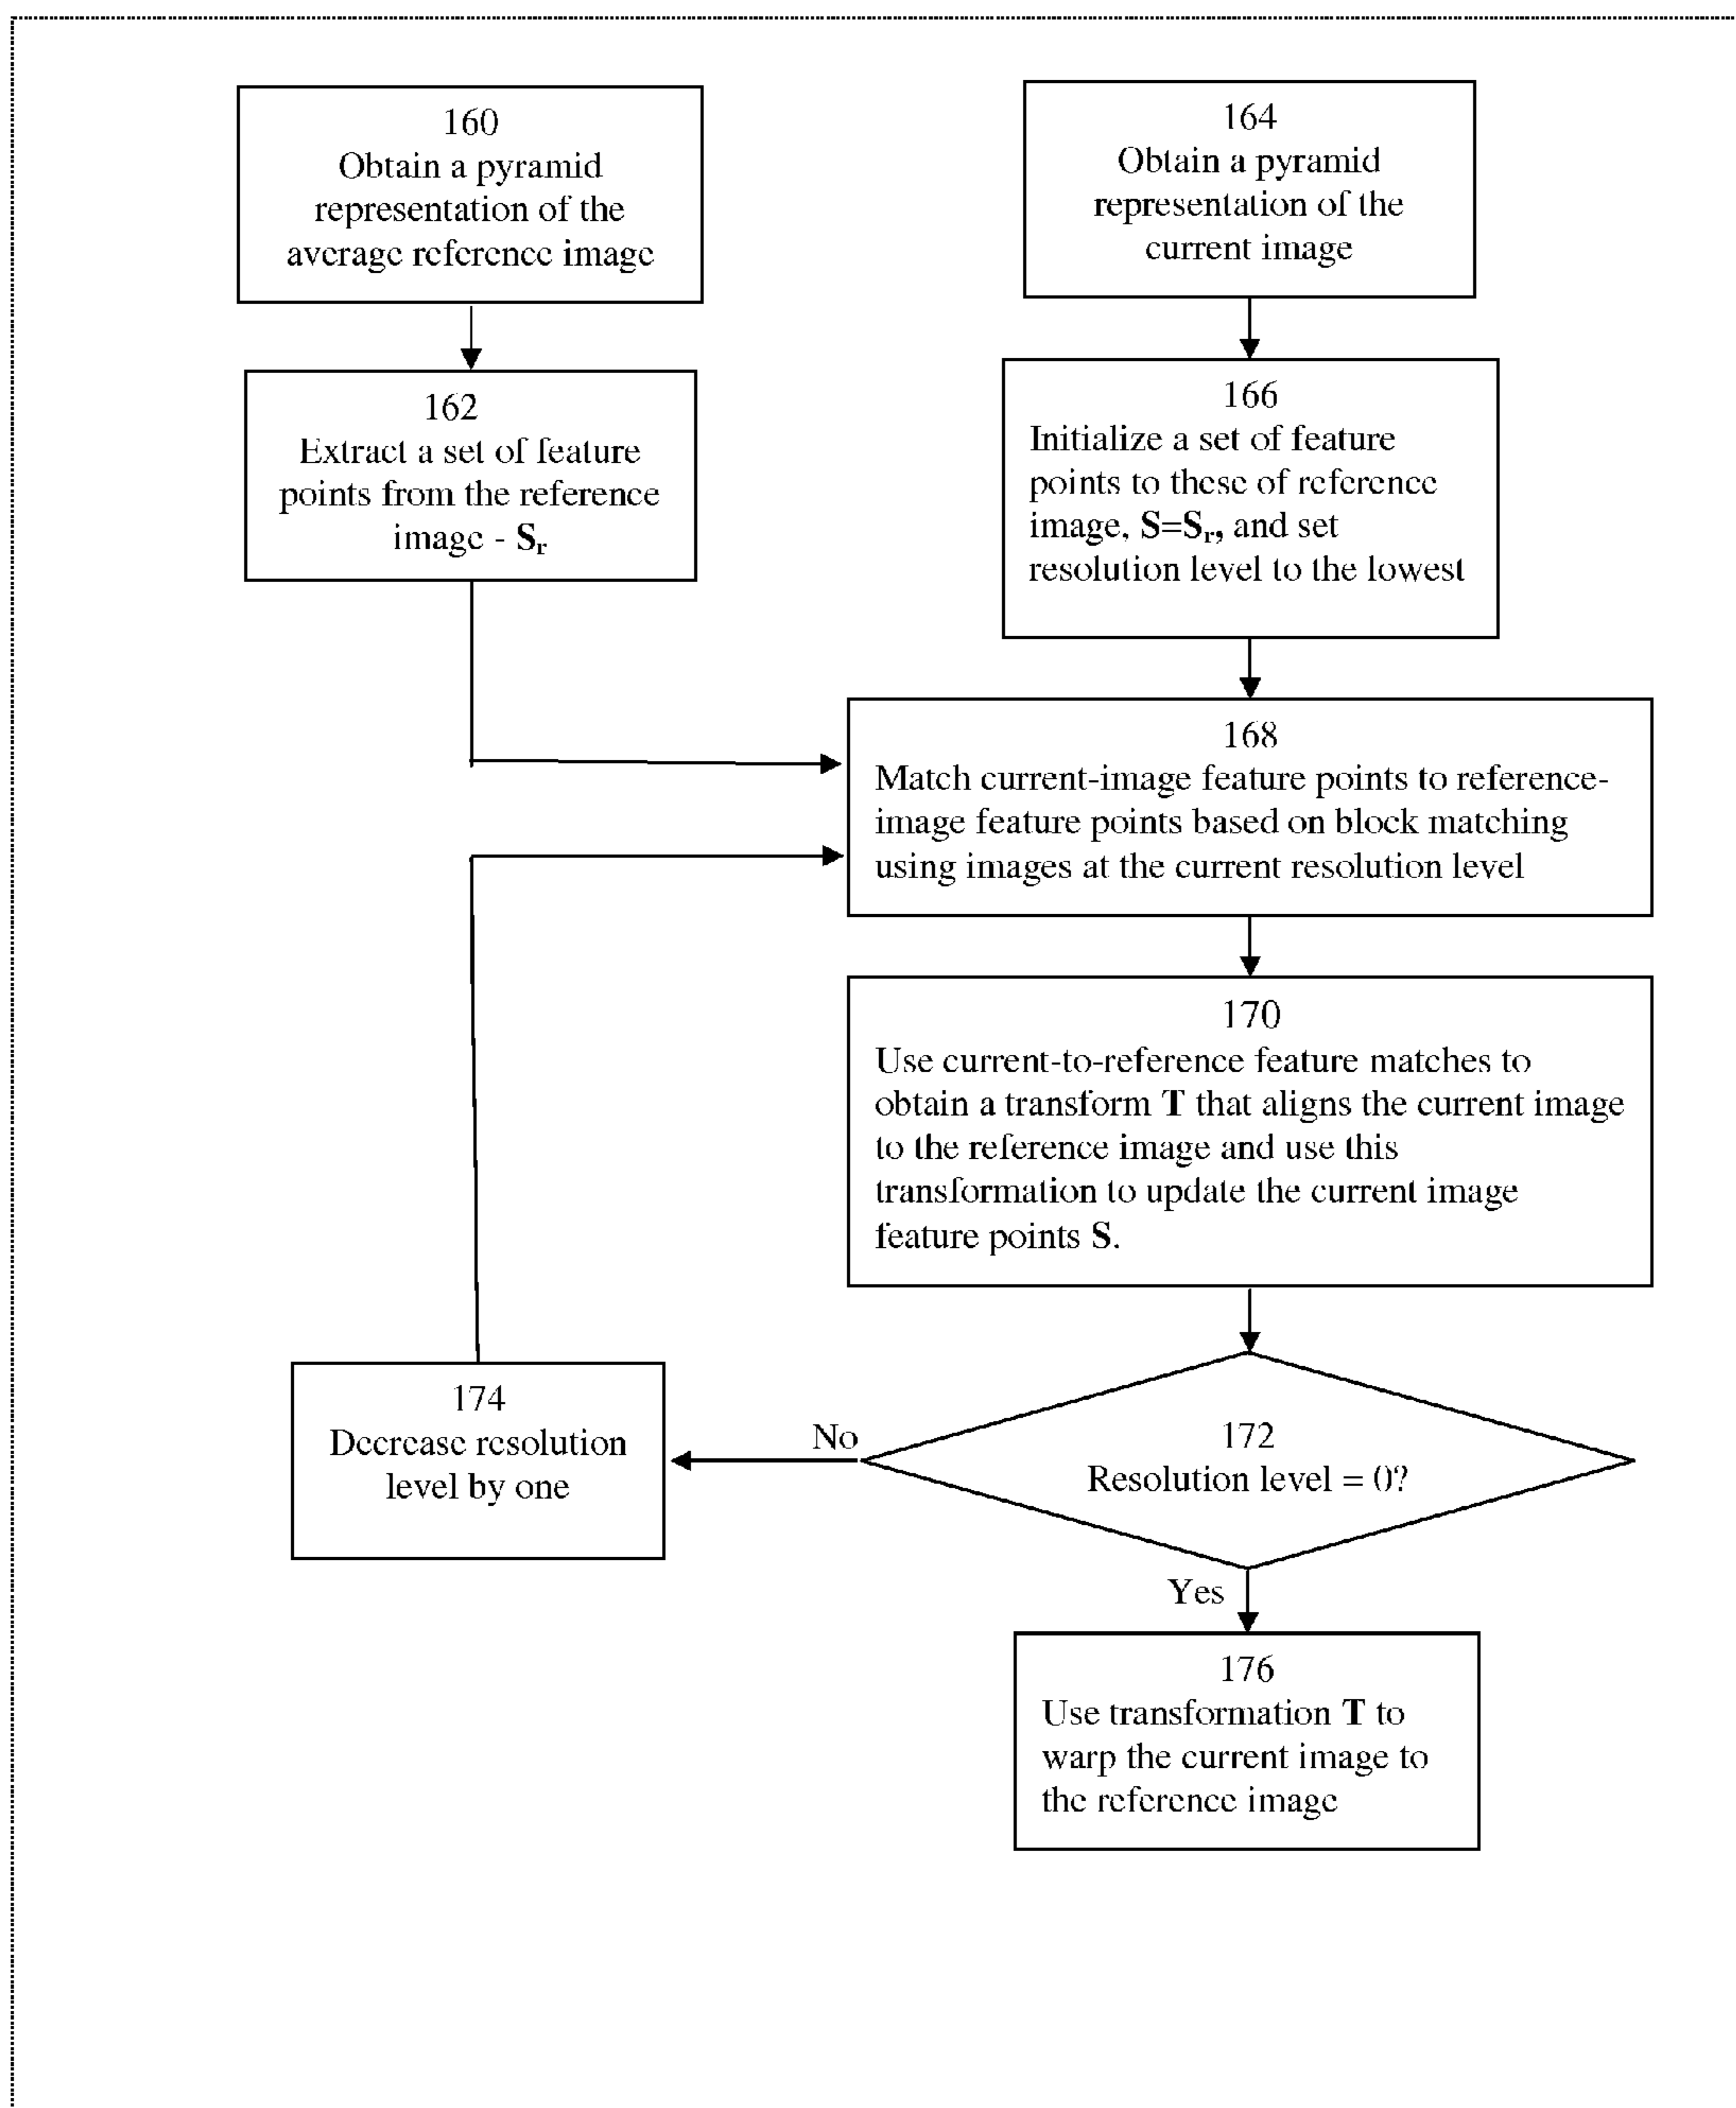 160
Obtain a pyramid
representation of the
average reference image
164
Obtain a pyramid
representation of the
current image
162
Extract a set of feature
points from the reference
image - Sr
166
Initialize a set of feature
points to these of reference
image, S=Sr, and set
resolution level to the lowest
168
Match current-image feature points to reference-
image feature points based on block matching
using images at the current resolution level
170
Use current-to-reference feature matches to
obtain a transform T that aligns the current image
to the reference image and use this
transformation to update the current image
feature points S.
174
Decrease resolution
level by one
No
172
Resolution level = 0?
Yes
176
Use transformation T to
warp the current image to
the reference image